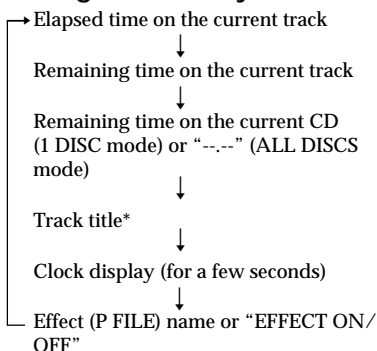 Elapsed time on the current track
Remaining time on the current track
Remaining time on the current CD
(1 DISC mode) or “--.--” (ALL DISCS
mode)
Track title*
Clock display (for a few seconds)
Effect (P FILE) name or “EFFECT ON/
OFF”